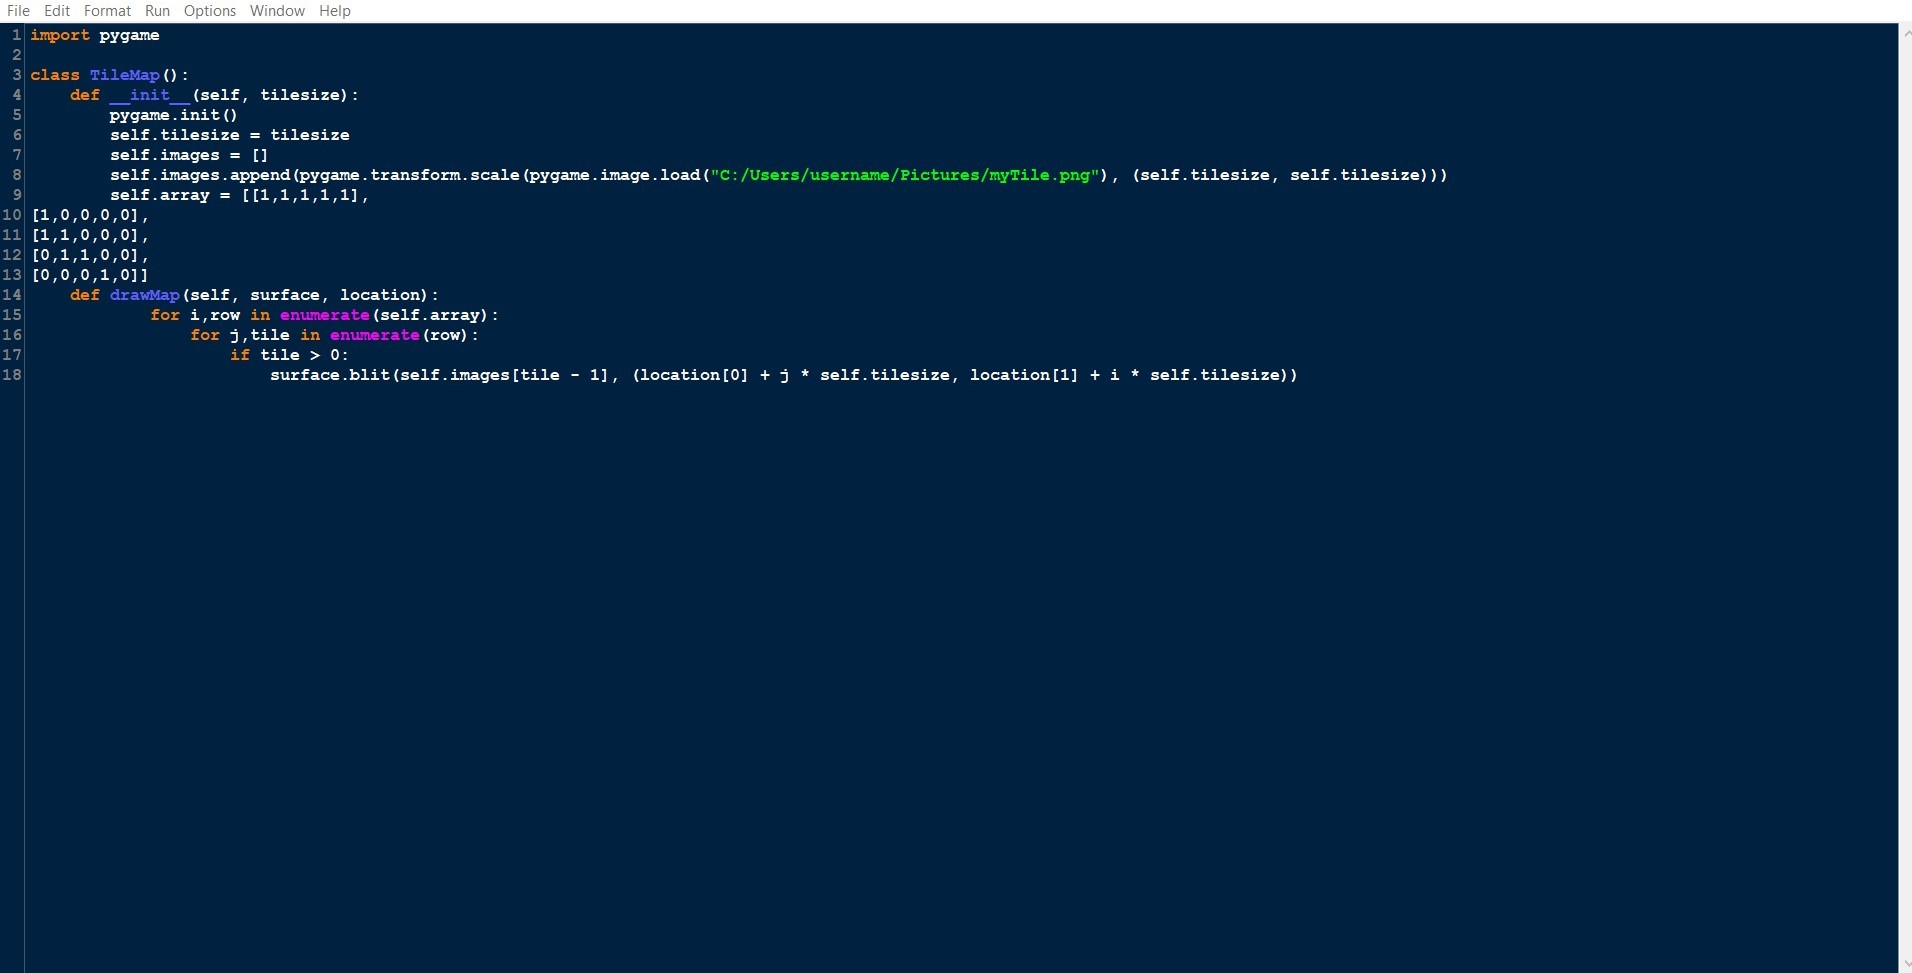 File Edit Format Run Options Window Help
1 import pygame
2
3 class TileMap():
4     def __init__(self, tilesize):
5         pygame.init()
6         self.tilesize = tilesize
7         self.images = []
8         self.images.append(pygame.transform.scale(pygame.image.load("C:/Users/username/Pictures/myTile.png"), (self.tilesize, self.tilesize)))
9         self.array = [[1,1,1,1,1],
10 [1,0,0,0,0],
11 [1,1,0,0,0],
12 [0,1,1,0,0],
13 [0,0,0,1,0]]
14     def drawMap(self, surface, location):
15             for i,row in enumerate(self.array):
16                 for j,tile in enumerate(row):
17                     if tile > 0:
18                         surface.blit(self.images[tile - 1], (location[0] + j * self.tilesize, location[1] + i * self.tilesize))